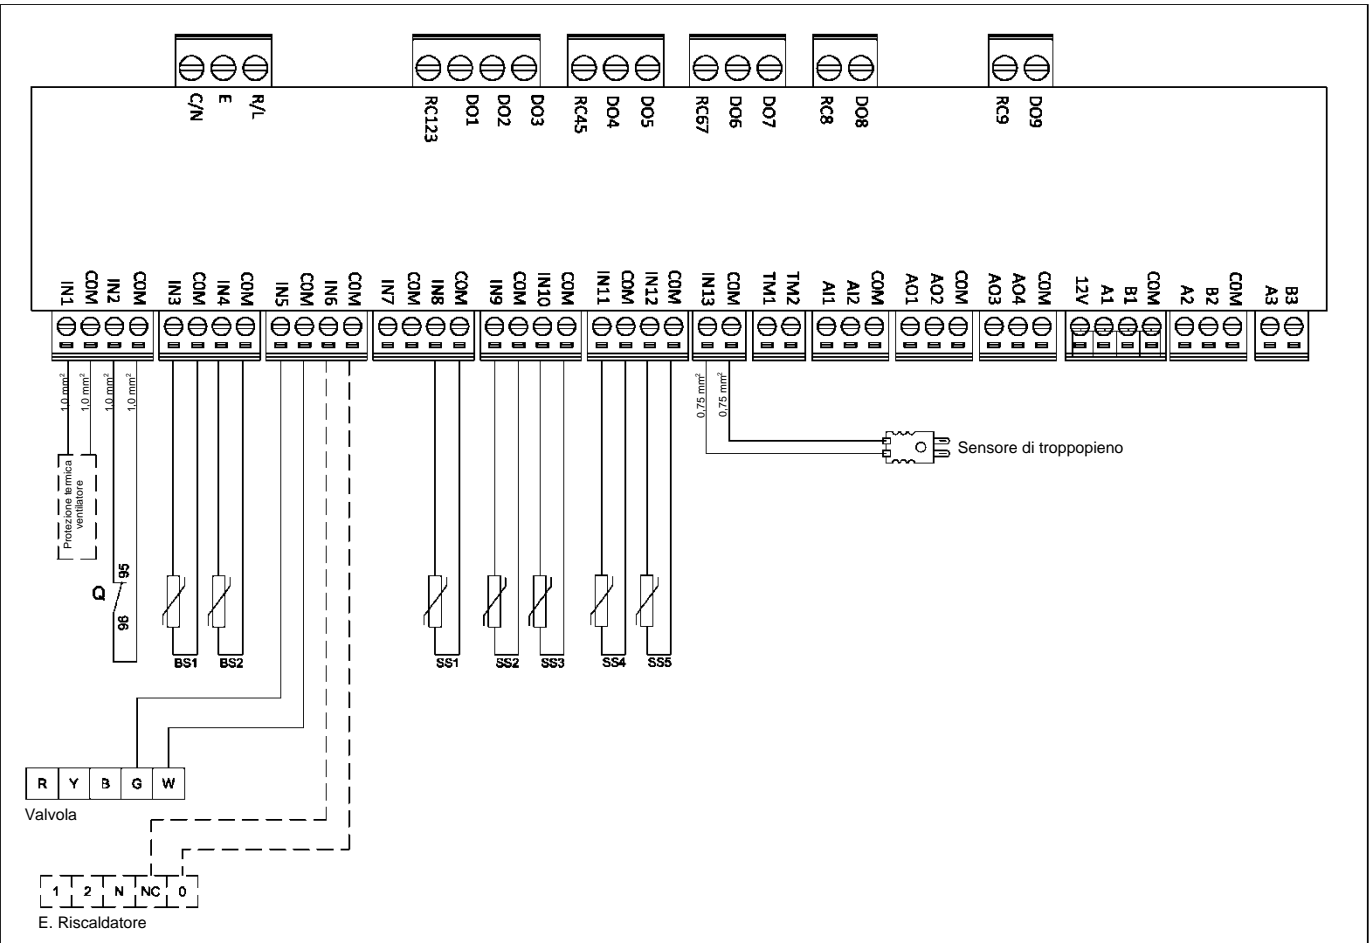 C/N E R/L RC123 DO1 DO2 DO3 RC45 DO4 DO5 RC67 DO6 DO7 RC8 DO8 RC9 DO9
IN1 COM IN2 COM IN3 COM IN4 COM IN5 COM IN6 COM IN7 COM IN8 COM IN9 COM IN10 COM IN11 COM IN12 COM IN13 COM TM1 TM2 AI1 AI2 COM AO1 AO2 COM AO3 AO4 COM 12V A1 B1 COM A2 B2 COM A3 B3
1,0 mm² 1,0 mm² 1,0 mm² 1,0 mm² 0,75 mm² 0,75 mm²
Sensore di troppopieno
Protezione termica
ventilatore
95
Q
96
BS1 BS2 SS1 SS2 SS3 SS4 SS5
R Y B G W
Valvola
1 2 N NC 0
E. Riscaldatore